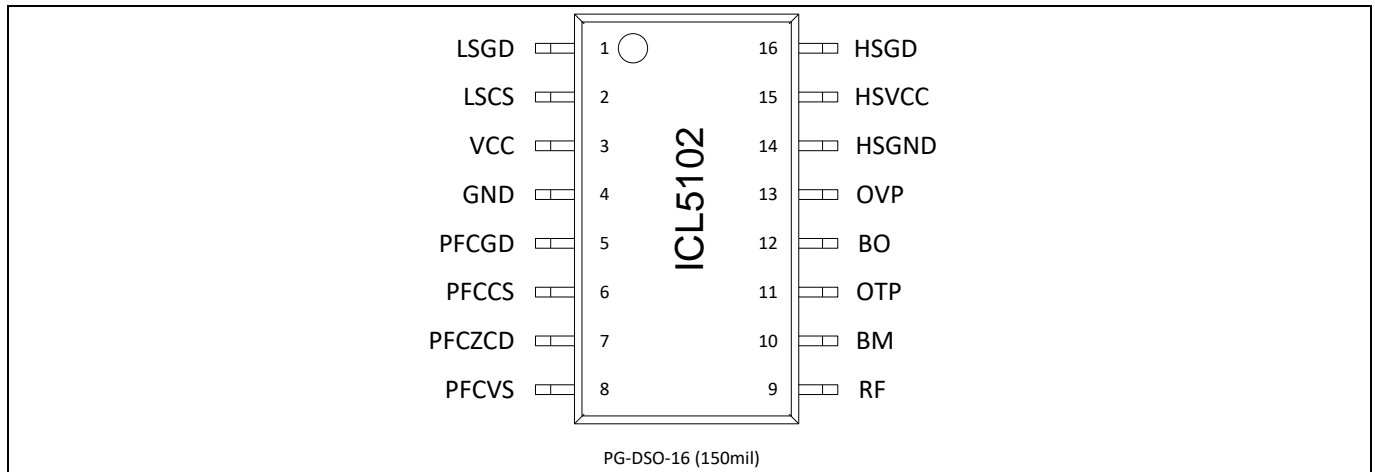 LSGD 1 16 HSGD
LSCS 2 15 HSVCC
VCC 3 14 HSGND
GND 4 13 OVP
PFCGD 5 12 BO
PFCCS 6 11 OTP
PFCZCD 7 10 BM
PFCVS 8 9 RF
ICL5102
PG-DSO-16 (150mil)